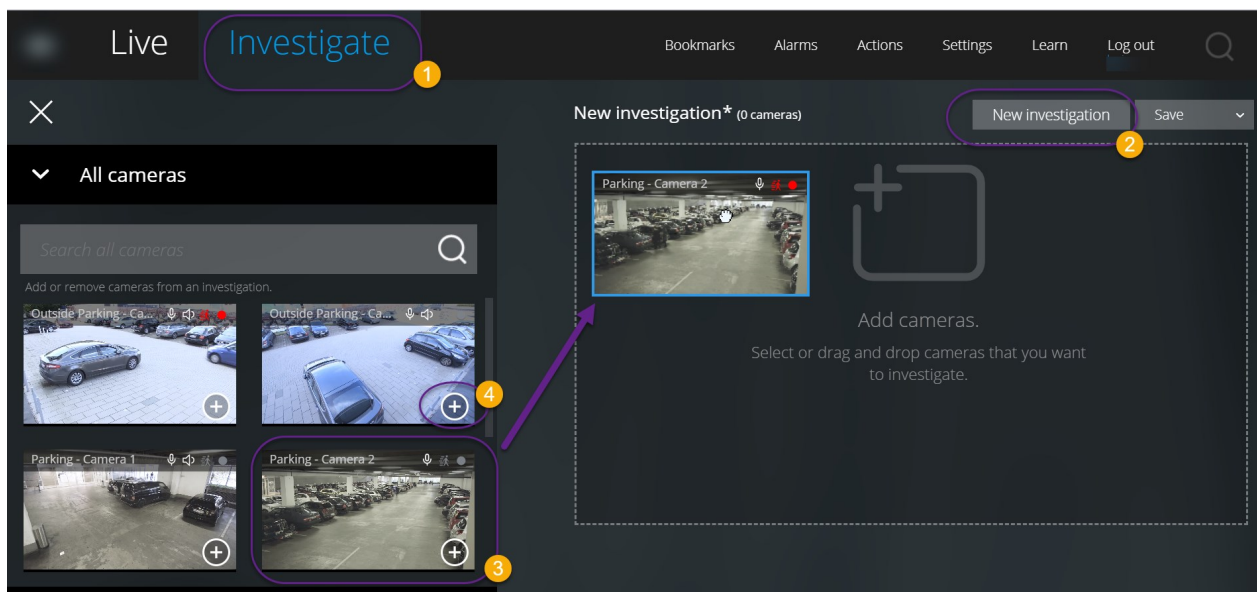 Live
Investigate
1
Bookmarks
Alarms
Actions
Settings
Learn
Log out
New investigation* (0 cameras)
New investigation
2
Save
All cameras
Search all cameras
Add or remove cameras from an investigation.
Outside Parking - Ca...
Outside Parking - Ca...
4
Parking - Camera 1
Parking - Camera 2
3
Parking - Camera 2
Add cameras.
Select or drag and drop cameras that you want
to investigate.